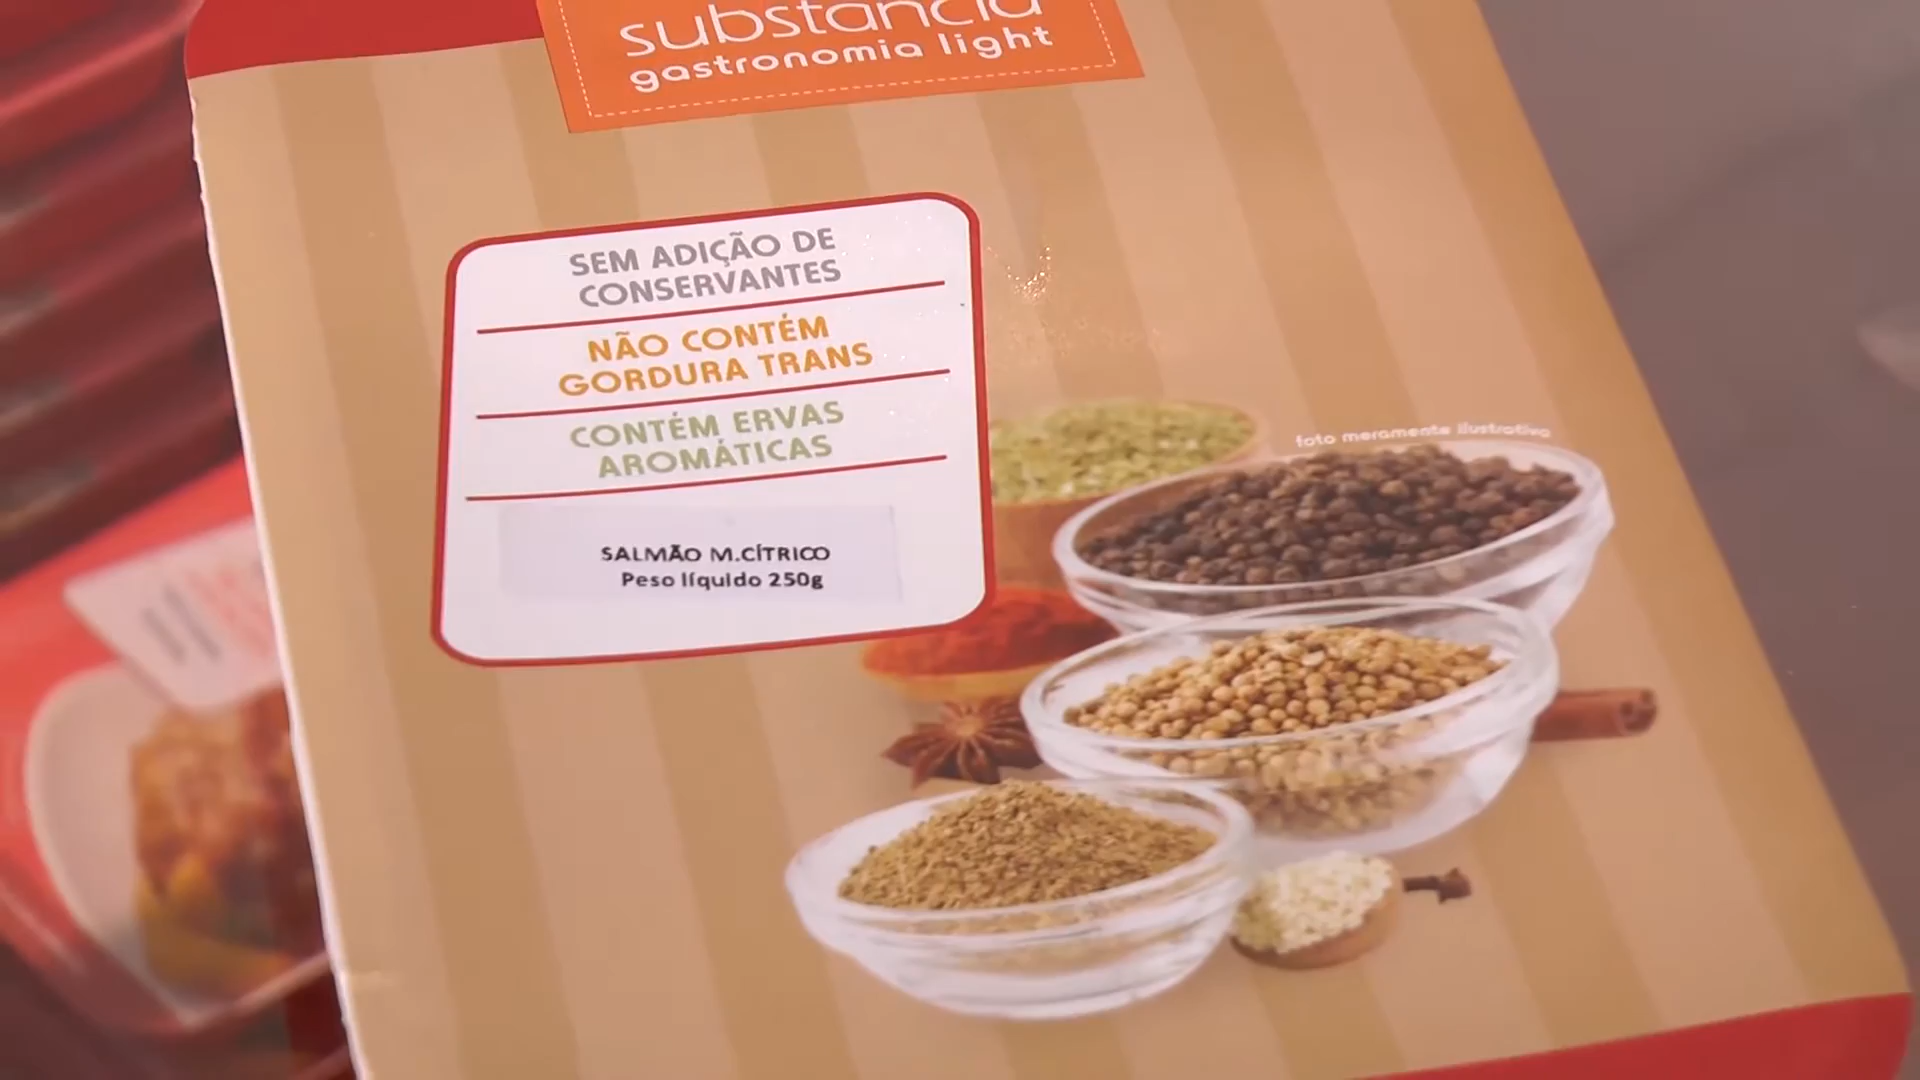 substância
gastronomia light
SEM ADIÇÃO DE
CONSERVANTES
NÃO CONTÉM
GORDURA TRANS
CONTÉM ERVAS
AROMÁTICAS
foto meramente ilustrativa
SALMÃO M.CÍTRICO
Peso líquido 250g